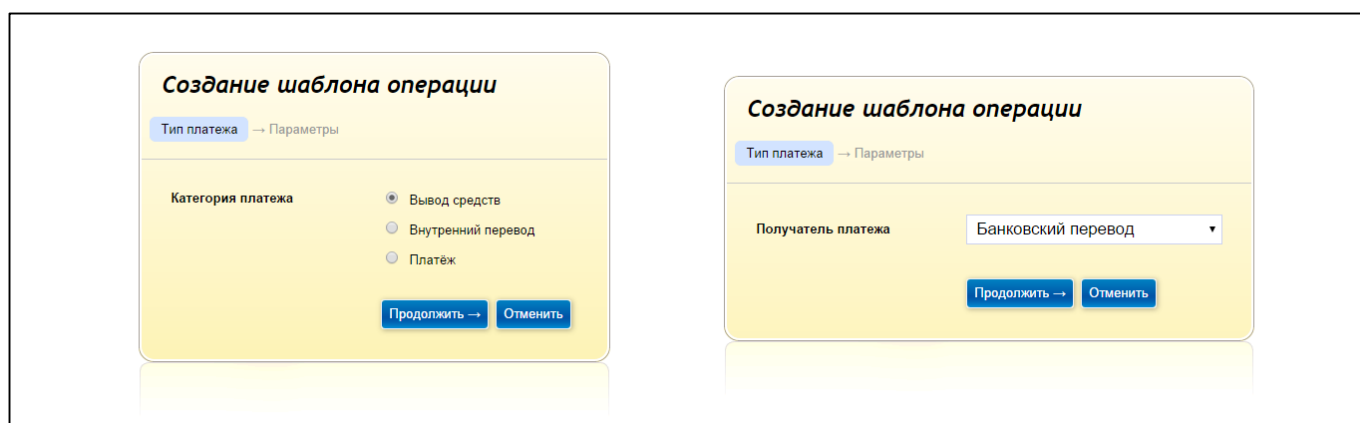 Создание шаблона операции
Тип платежа → Параметры
Категория платежа
Вывод средств
Внутренний перевод
Платёж
Продолжить →
Отменить
Создание шаблона операции
Тип платежа → Параметры
Получатель платежа
Банковский перевод
Продолжить →
Отменить